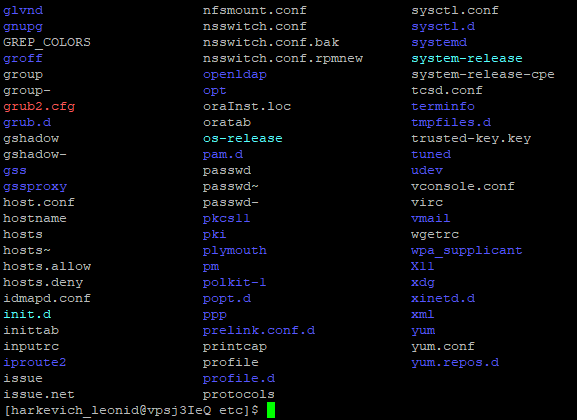 glvnd nfsmount.conf sysctl.conf
gnupg nsswitch.conf sysctl.d
GREP_COLORS nsswitch.conf.bak systemd
groff nsswitch.conf.rpmnew system-release
group openldap system-release-cpe
group- opt tcsd.conf
grub2.cfg oraInst.loc terminfo
grub.d oratab tmpfiles.d
gshadow os-release trusted-key.key
gshadow- pam.d tuned
gss passwd udev
gssproxy passwd~ vconsole.conf
host.conf passwd- virc
hostname pkcs11 vmail
hosts pki wgetrc
hosts~ plymouth wpa_supplicant
hosts.allow pm X11
hosts.deny polkit-1 xdg
idmapd.conf popt.d xinetd.d
init.d ppp xml
inittab prelink.conf.d yum
inputrc printcap yum.conf
iproute2 profile yum.repos.d
issue profile.d
issue.net protocols
[harkevich_leonid@vpsj3IeQ etc]$